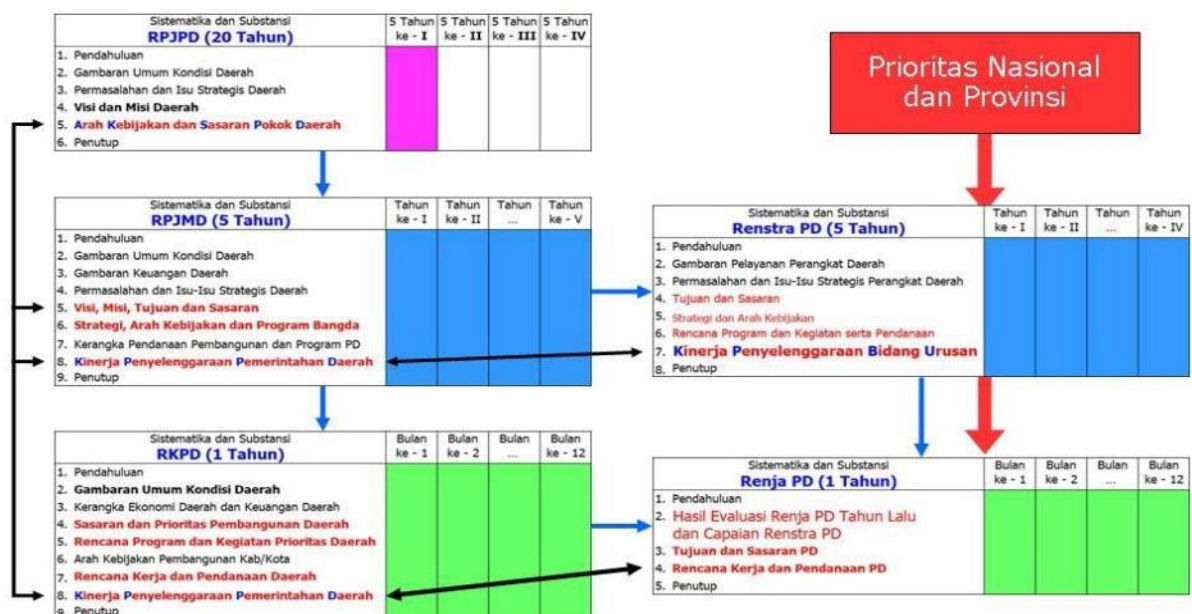 Sistematika dan Substansi
RPJPD (20 Tahun)
5 Tahun ke - I
5 Tahun ke - II
5 Tahun ke - III
5 Tahun ke - IV
1. Pendahuluan
2. Gambaran Umum Kondisi Daerah
3. Permasalahan dan Isu Strategis Daerah
4. Visi dan Misi Daerah
5. Arah Kebijakan dan Sasaran Pokok Daerah
6. Penutup
Prioritas Nasional
dan Provinsi
Sistematika dan Substansi
RPJMD (5 Tahun)
Tahun ke - I
Tahun ke - II
Tahun ...
Tahun ke - V
1. Pendahuluan
2. Gambaran Umum Kondisi Daerah
3. Gambaran Keuangan Daerah
4. Permasalahan dan Isu-Isu Strategis Daerah
5. Visi, Misi, Tujuan dan Sasaran
6. Strategi, Arah Kebijakan dan Program Bangda
7. Kerangka Pendanaan Pembangunan dan Program PD
8. Kinerja Penyelenggaraan Pemerintahan Daerah
9. Penutup
Sistematika dan Substansi
Renstra PD (5 Tahun)
Tahun ke - I
Tahun ke - II
Tahun ...
Tahun ke - IV
1. Pendahuluan
2. Gambaran Pelayanan Perangkat Daerah
3. Permasalahan dan Isu-Isu Strategis Perangkat Daerah
4. Tujuan dan Sasaran
5. Strategi dan Arah Kebijakan
6. Rencana Program dan Kegiatan serta Pendanaan
7. Kinerja Penyelenggaraan Bidang Urusan
8. Penutup
Sistematika dan Substansi
RKPD (1 Tahun)
Bulan ke - 1
Bulan ke - 2
Bulan ...
Bulan ke - 12
1. Pendahuluan
2. Gambaran Umum Kondisi Daerah
3. Kerangka Ekonomi Daerah dan Keuangan Daerah
4. Sasaran dan Prioritas Pembangunan Daerah
5. Rencana Program dan Kegiatan Prioritas Daerah
6. Arah Kebijakan Pembangunan Kab/Kota
7. Rencana Kerja dan Pendanaan Daerah
8. Kinerja Penyelenggaraan Pemerintahan Daerah
9. Penutup
Sistematika dan Substansi
Renja PD (1 Tahun)
Bulan ke - 1
Bulan ke - 2
Bulan ...
Bulan ke - 12
1. Pendahuluan
2. Hasil Evaluasi Renja PD Tahun Lalu
dan Capaian Renstra PD
3. Tujuan dan Sasaran PD
4. Rencana Kerja dan Pendanaan PD
5. Penutup